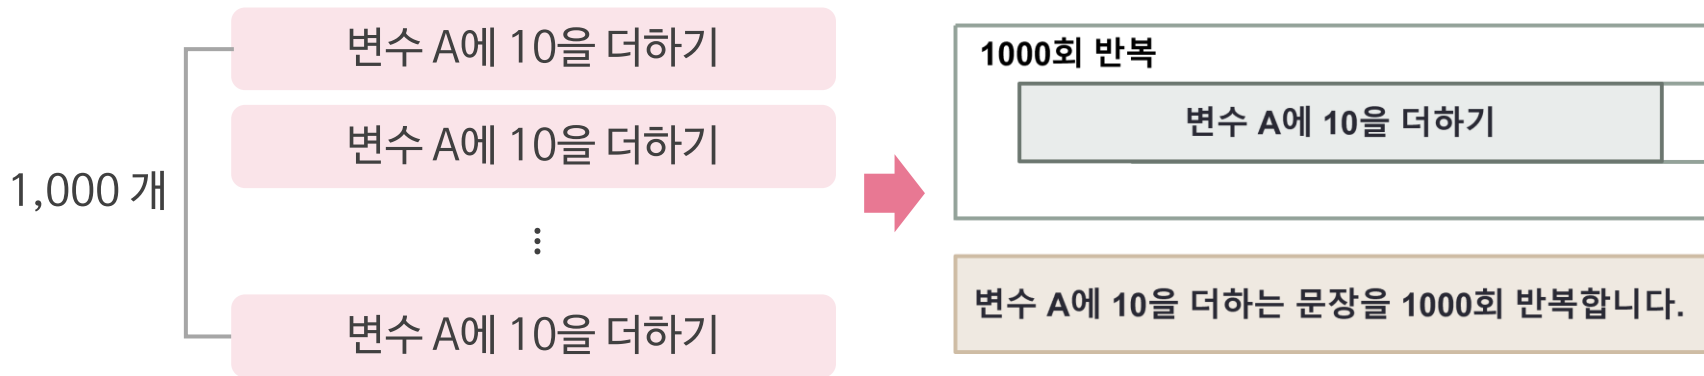 1,000 개
변수 A에 10을 더하기
변수 A에 10을 더하기
⋮
변수 A에 10을 더하기
1000회 반복
변수 A에 10을 더하기
변수 A에 10을 더하는 문장을 1000회 반복합니다.